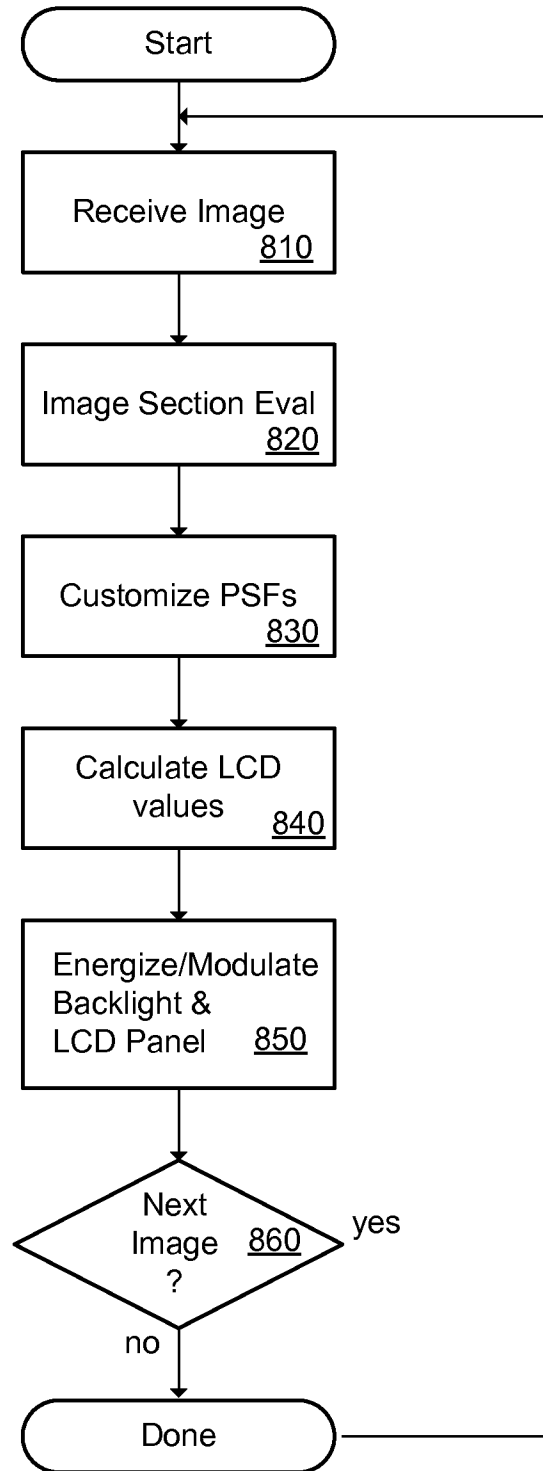 Start
Receive Image
810
Image Section Eval
820
Customize PSFs
830
Calculate LCD
values
840
Energize/Modulate
Backlight &
LCD Panel 850
Next
Image 860
?
yes
no
Done